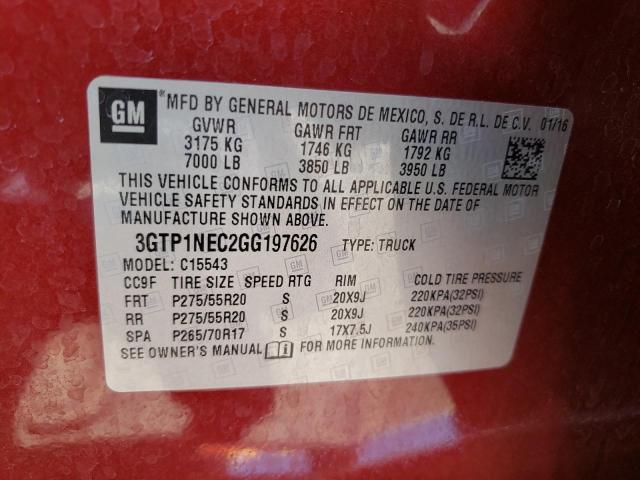 GM ® MFD BY GENERAL MOTORS DE MEXICO, S. DE R.L. DE C.V. 01/16
GVWR GAWR FRT GAWR RR
3175 KG 1746 KG 1792 KG
7000 LB 3850 LB 3950 LB
THIS VEHICLE CONFORMS TO ALL APPLICABLE U.S. FEDERAL MOTOR
VEHICLE SAFETY STANDARDS IN EFFECT ON THE DATE OF
MANUFACTURE SHOWN ABOVE.
3GTP1NEC2GG197626 TYPE: TRUCK
MODEL: C15543
CC9F TIRE SIZE SPEED RTG RIM COLD TIRE PRESSURE
FRT P275/55R20 S 20X9J 220KPA(32PSI)
RR P275/55R20 S 20X9J 220KPA(32PSI)
SPA P265/70R17 S 17X7.5J 240KPA(35PSI)
SEE OWNER'S MANUAL i FOR MORE INFORMATION.